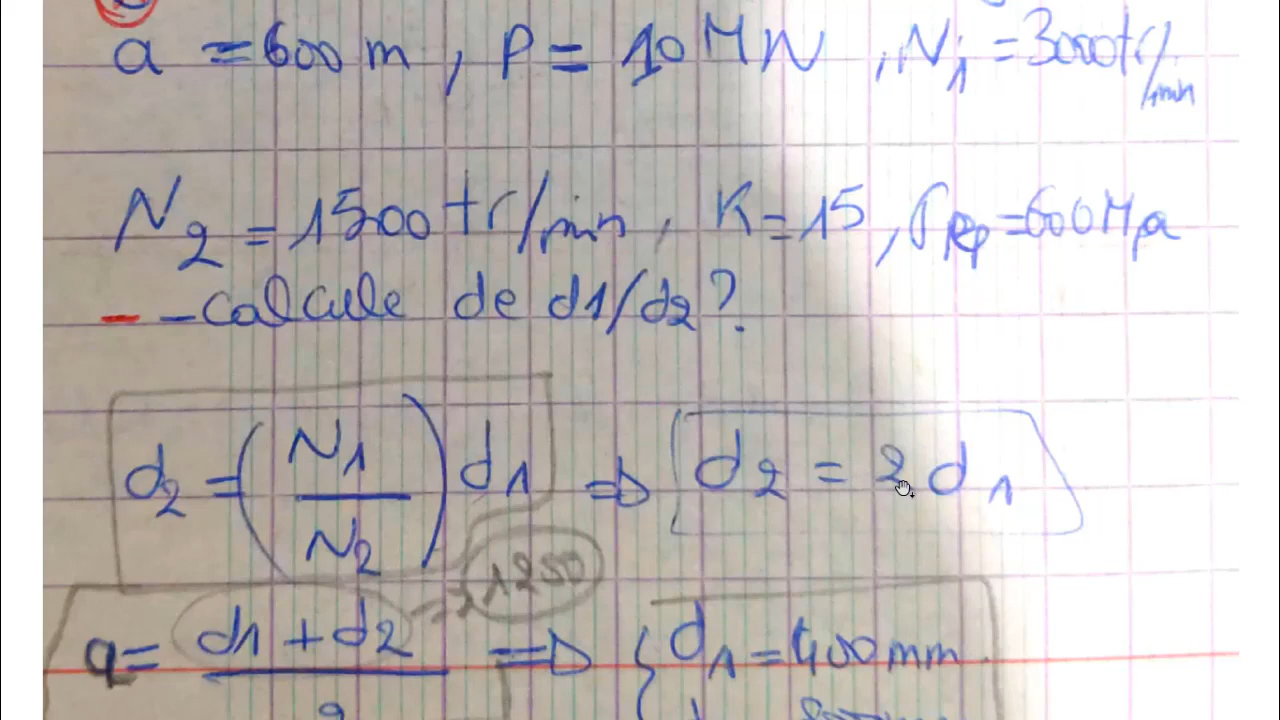 a = 600 m, P = 10 MW, N1 = 3000 tr/min
N2 = 1500 tr/min, K = 15, σRep = 600 Mpa
- - calcule de d1/d2 ?
d2 = (N1/N2) d1 => d2 = 2 d1
a = d1 + d2 => 1250 => { d1 = 400 mm